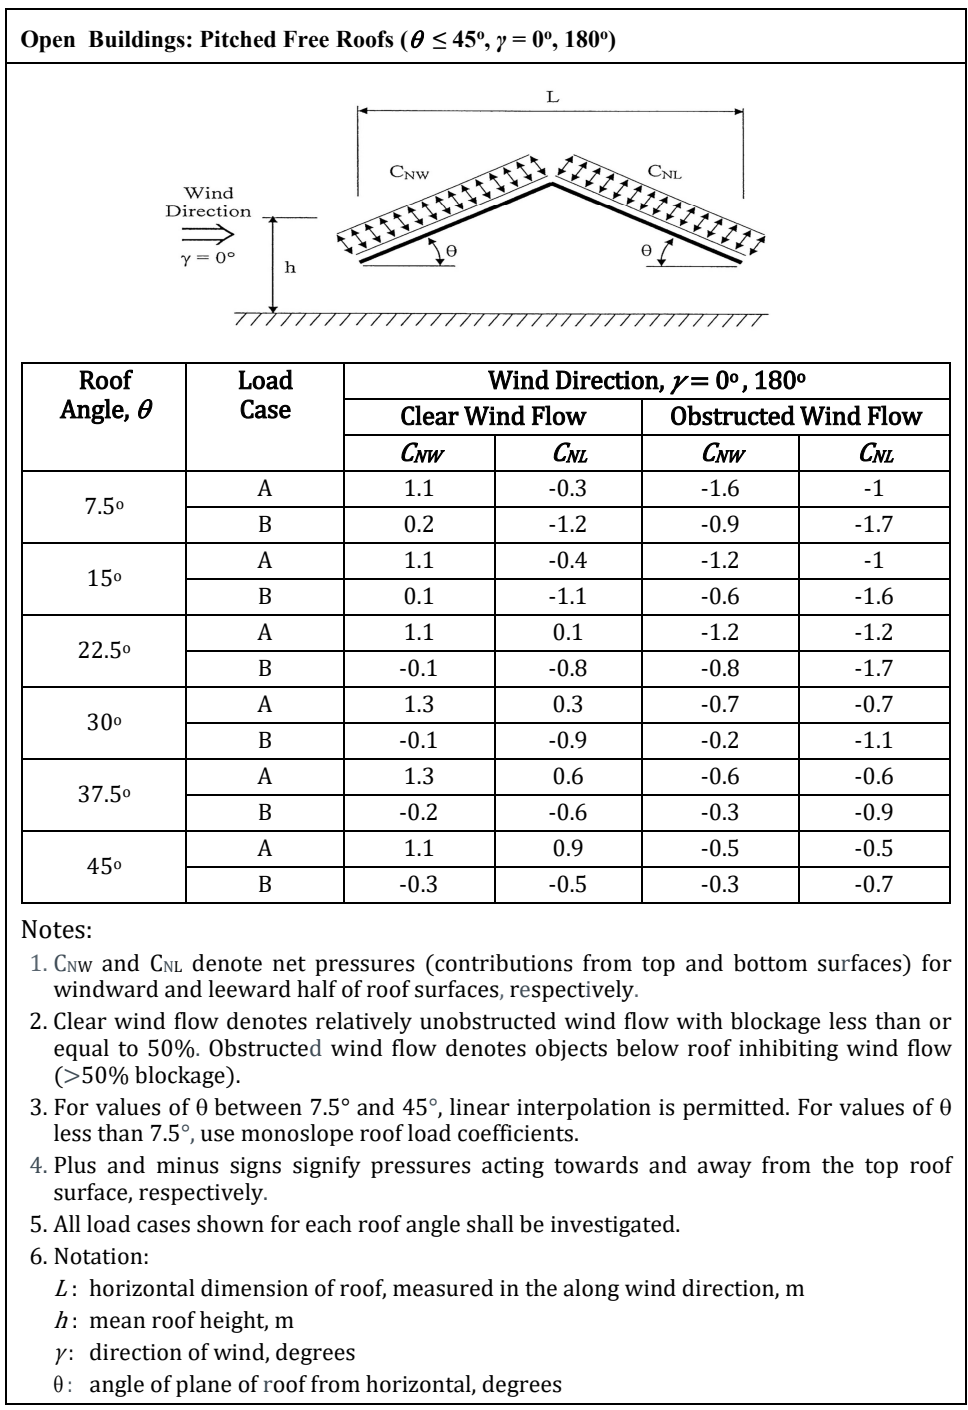 Open Buildings: Pitched Free Roofs (θ ≤ 45º, γ = 0º, 180º)
L
C_NW
C_NL
Wind
Direction
γ = 0°
h
θ
θ
Roof Angle, θ | Load Case | Wind Direction, γ = 0º, 180º
Clear Wind Flow | Obstructed Wind Flow
C_NW | C_NL | C_NW | C_NL
7.5º | A | 1.1 | -0.3 | -1.6 | -1
B | 0.2 | -1.2 | -0.9 | -1.7
15º | A | 1.1 | -0.4 | -1.2 | -1
B | 0.1 | -1.1 | -0.6 | -1.6
22.5º | A | 1.1 | 0.1 | -1.2 | -1.2
B | -0.1 | -0.8 | -0.8 | -1.7
30º | A | 1.3 | 0.3 | -0.7 | -0.7
B | -0.1 | -0.9 | -0.2 | -1.1
37.5º | A | 1.3 | 0.6 | -0.6 | -0.6
B | -0.2 | -0.6 | -0.3 | -0.9
45º | A | 1.1 | 0.9 | -0.5 | -0.5
B | -0.3 | -0.5 | -0.3 | -0.7
Notes:
1. C_NW and C_NL denote net pressures (contributions from top and bottom surfaces) for
windward and leeward half of roof surfaces, respectively.
2. Clear wind flow denotes relatively unobstructed wind flow with blockage less than or
equal to 50%. Obstructed wind flow denotes objects below roof inhibiting wind flow
(>50% blockage).
3. For values of θ between 7.5° and 45°, linear interpolation is permitted. For values of θ
less than 7.5°, use monoslope roof load coefficients.
4. Plus and minus signs signify pressures acting towards and away from the top roof
surface, respectively.
5. All load cases shown for each roof angle shall be investigated.
6. Notation:
L: horizontal dimension of roof, measured in the along wind direction, m
h: mean roof height, m
γ: direction of wind, degrees
θ: angle of plane of roof from horizontal, degrees